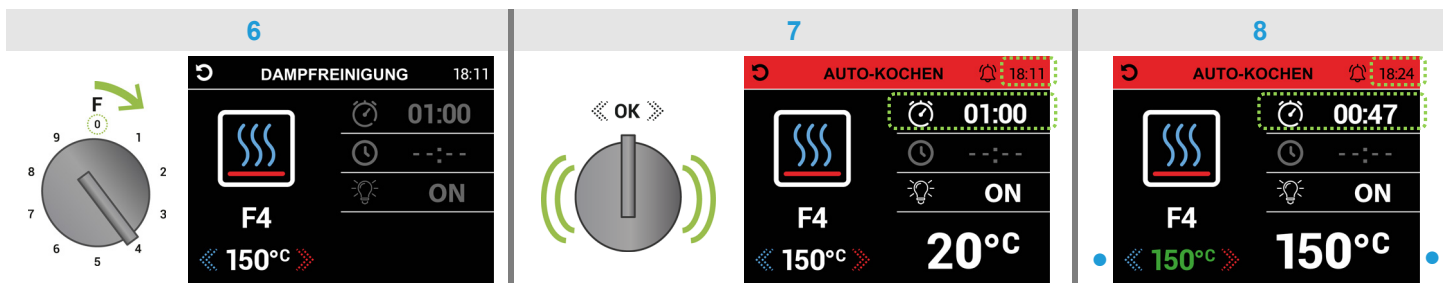 6
7
8
F
0
1
2
3
4
5
6
7
8
9
DAMPFREINIGUNG 18:11
01:00
--:--
ON
F4
150°C
OK
AUTO-KOCHEN 18:11
01:00
--:--
ON
F4
150°C
20°C
AUTO-KOCHEN 18:24
00:47
--:--
ON
F4
150°C
150°C